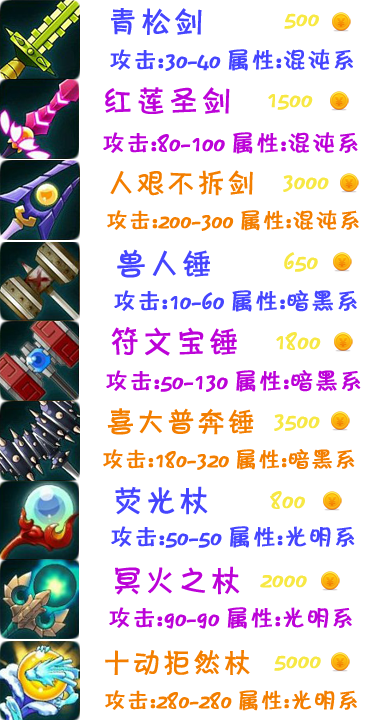 青松剑 500
攻击:30-40 属性:混沌系
红莲圣剑 1500
攻击:80-100 属性:混沌系
人艰不拆剑 3000
攻击:200-300 属性:混沌系
兽人锤 650
攻击:10-60 属性:暗黑系
符文宝锤 1800
攻击:50-130 属性:暗黑系
喜大普奔锤 3500
攻击:180-320 属性:暗黑系
荧光杖 800
攻击:50-50 属性:光明系
冥火之杖 2000
攻击:90-90 属性:光明系
十动拒然杖 5000
攻击:280-280 属性:光明系